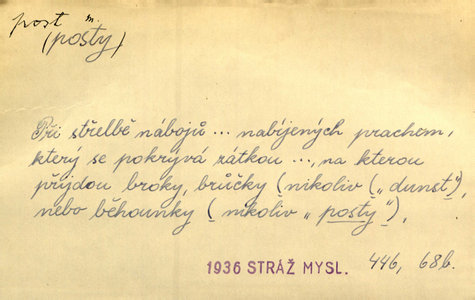 post m.
(posty)
Při střelbě nábojů ... nabíjených prachem,
který se pokrývá zátkou ..., na kterou
přijdou broky, brůčky (nikoliv („dunst"),
nebo běhounky (nikoliv „posty"),
1936 STRÁŽ MYSL. 446, 68b.